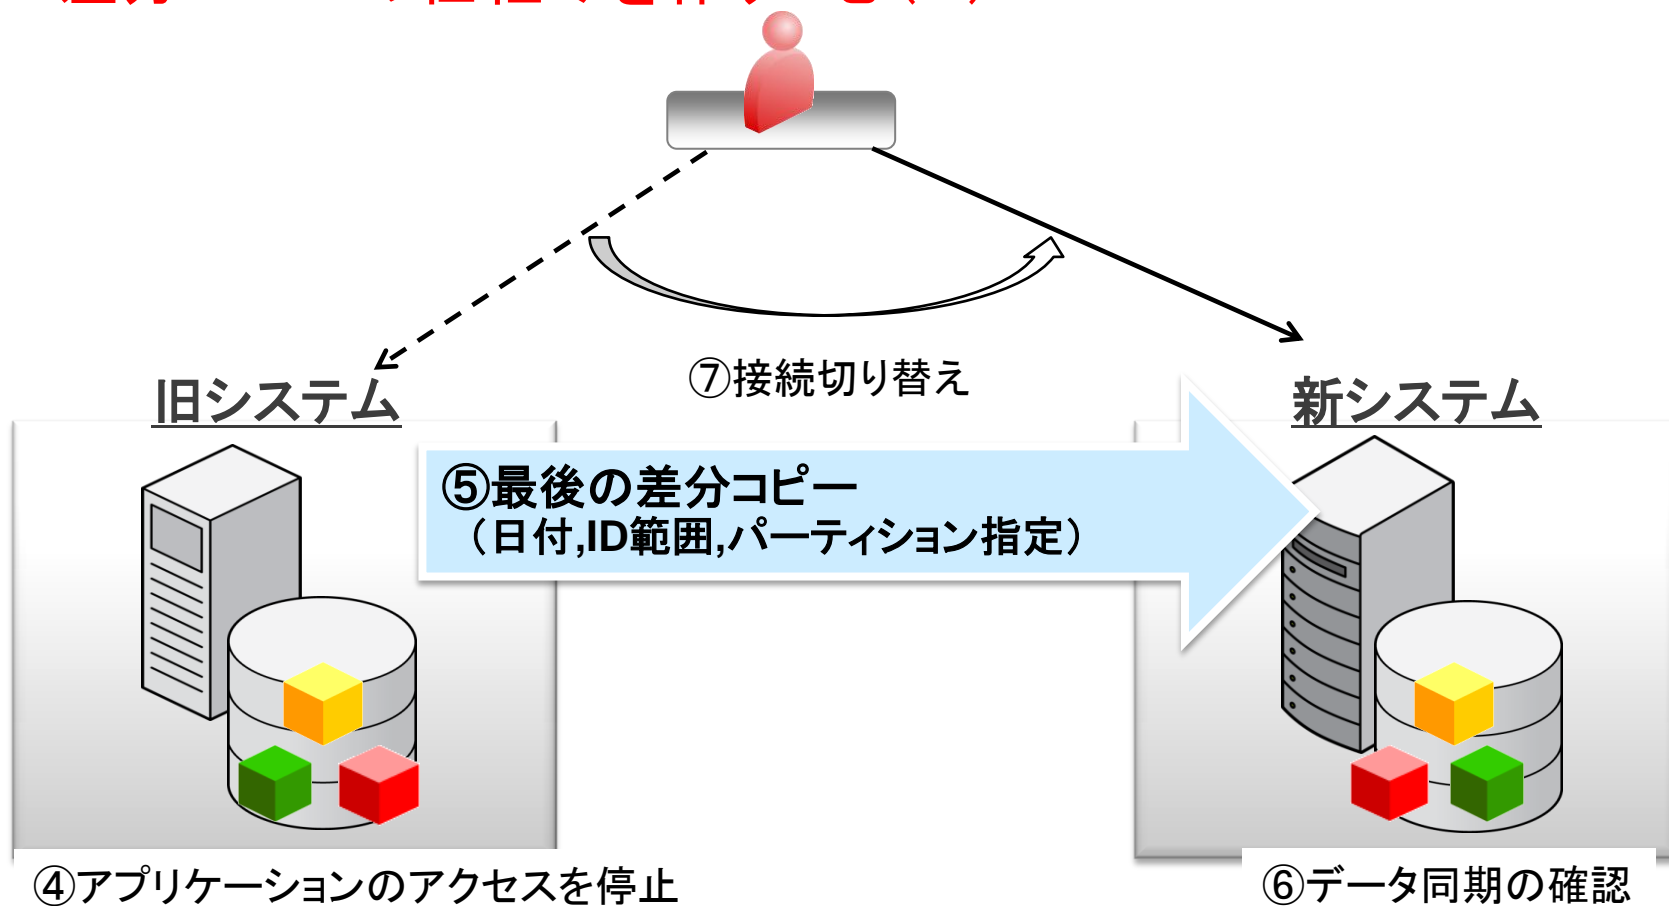 ⑦接続切り替え
旧システム
新システム
⑤最後の差分コピー
（日付,ID範囲,パーティション指定）
④アプリケーションのアクセスを停止
⑥データ同期の確認